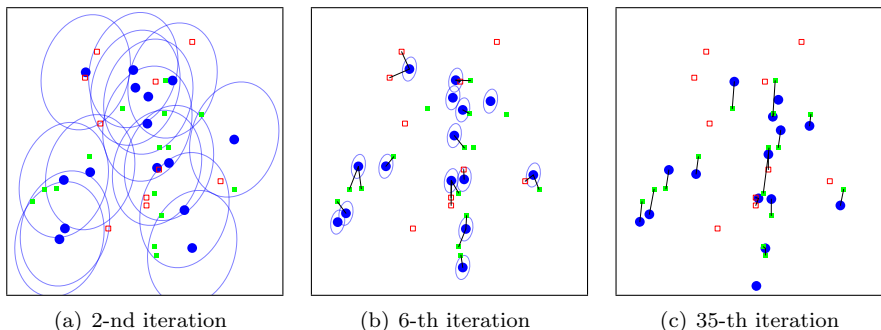 (a) 2-nd iteration
(b) 6-th iteration
(c) 35-th iteration